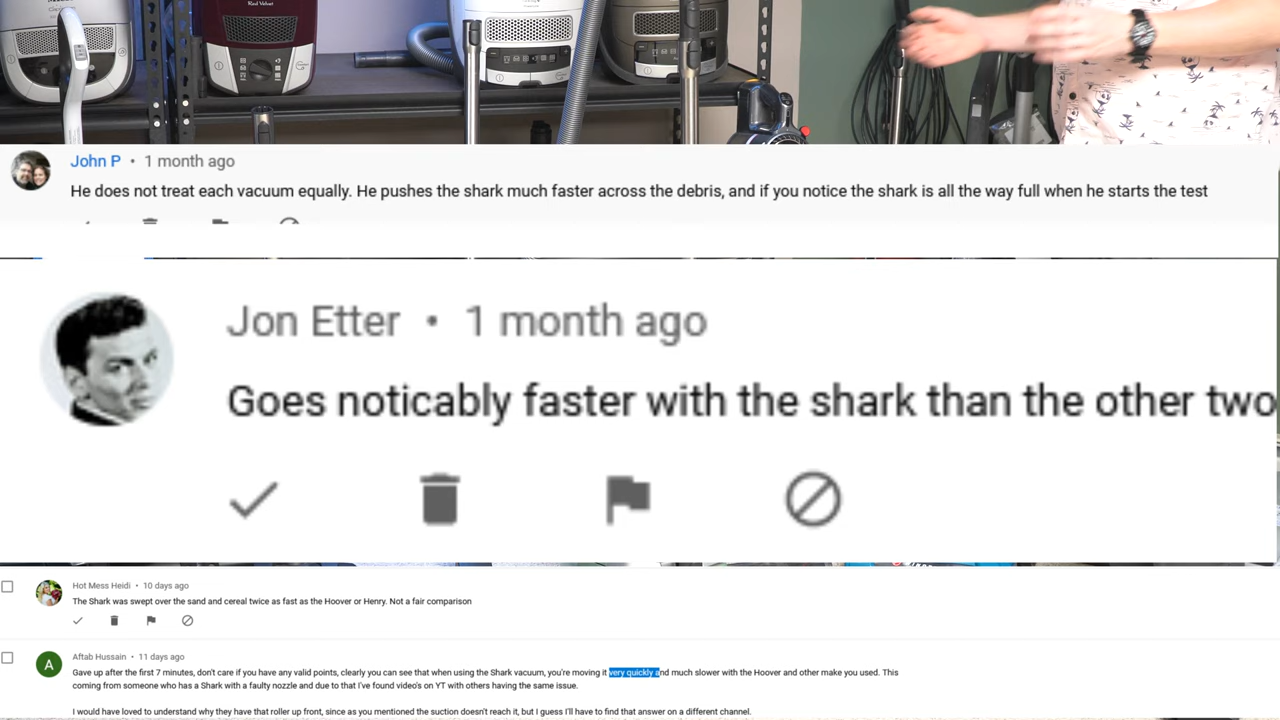 Red Velvet
John P • 1 month ago
He does not treat each vacuum equally. He pushes the shark much faster across the debris, and if you notice the shark is all the way full when he starts the test
Jon Etter • 1 month ago
Goes noticably faster with the shark than the other two
Hot Mess Heidi • 10 days ago
The Shark was swept over the sand and cereal twice as fast as the Hoover or Henry. Not a fair comparison
A
Aftab Hussain • 11 days ago
Gave up after the first 7 minutes, don't care if you have any valid points, clearly you can see that when using the Shark vacuum, you're moving it very quickly and much slower with the Hoover and other make you used. This
coming from someone who has a Shark with a faulty nozzle and due to that I've found video's on YT with others having the same issue.
I would have loved to understand why they have that roller up front, since as you mentioned the suction doesn't reach it, but I guess I'll have to find that answer on a different channel.